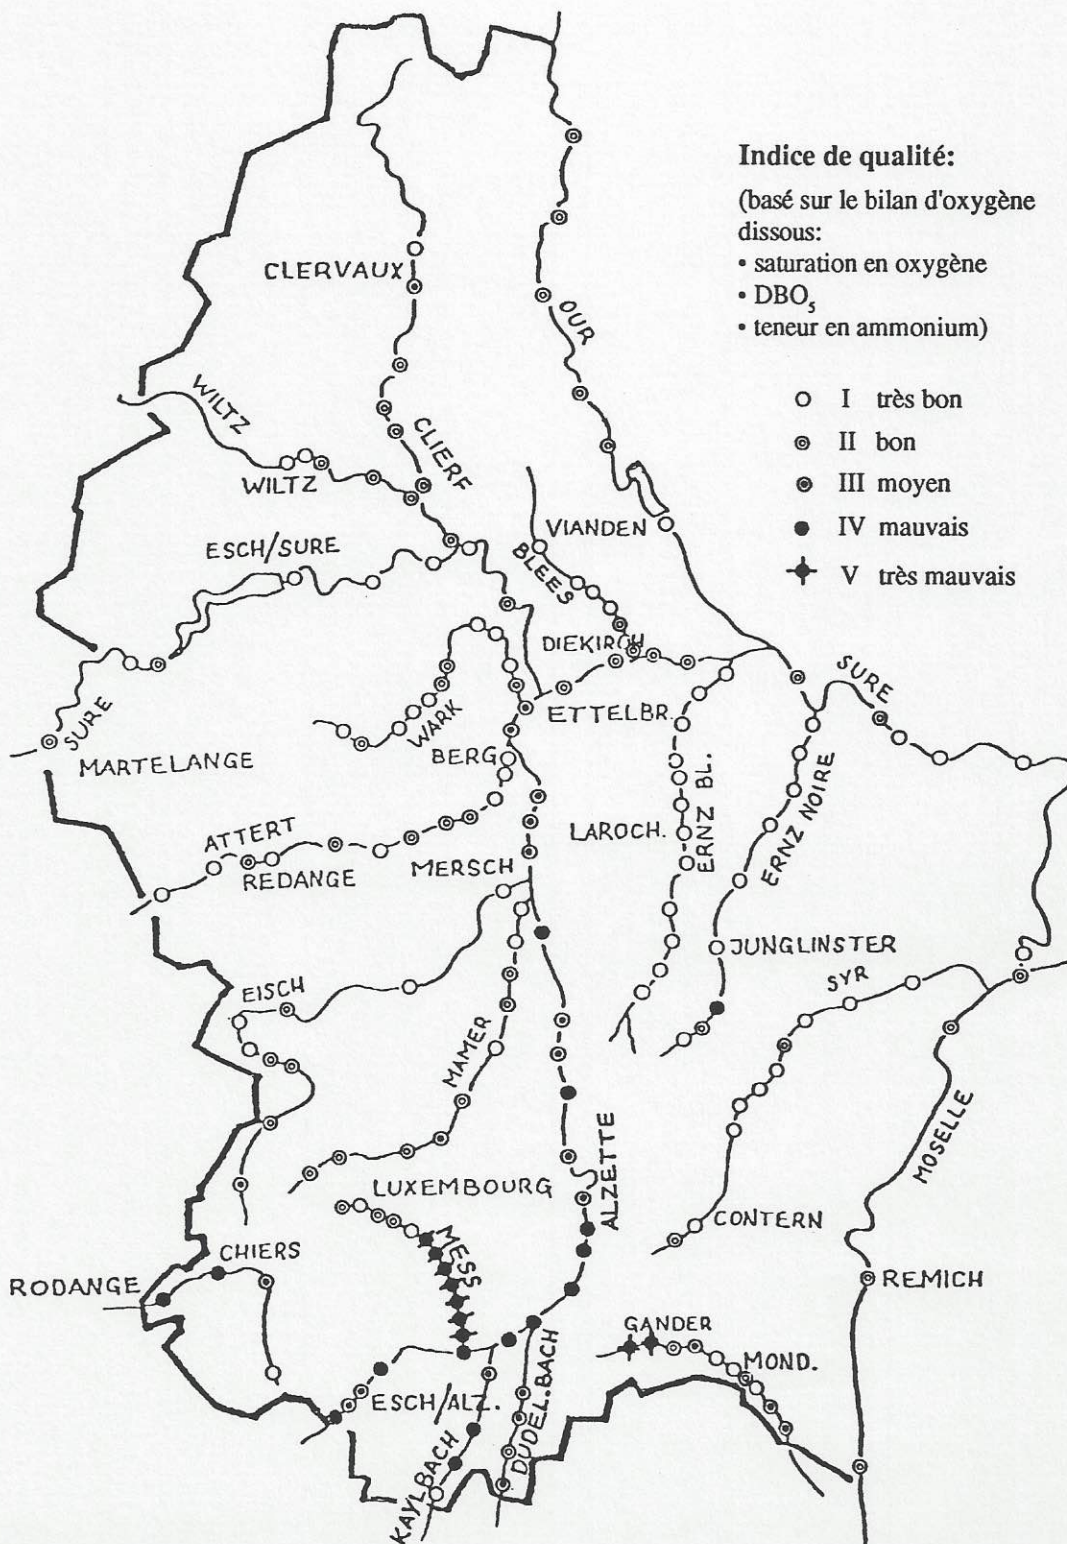 Indice de qualité:
(basé sur le bilan d'oxygène
dissous:
• saturation en oxygène
• DBO₅
• teneur en ammonium)
I très bon
II bon
III moyen
IV mauvais
V très mauvais
CLERVAUX
OUR
WILTZ
CLIERF
WILTZ
VIANDEN
ESCH/SURE
BLEES
DIEKIRCH
SURE
SURE
WARK
ETTELBR.
MARTELANGE
BERG
ERNZ BL.
ERNZ NOIRE
ATTERT
LAROCH.
REDANGE
MERSCH
JUNGLINSTER
SYR
EISCH
MAMER
MOSELLE
ALZETTE
LUXEMBOURG
CONTERN
MESS
CHIERS
RODANGE
REMICH
GANDER
MOND.
ESCH/ALZ.
DUDEL.BACH
KAYLBACH